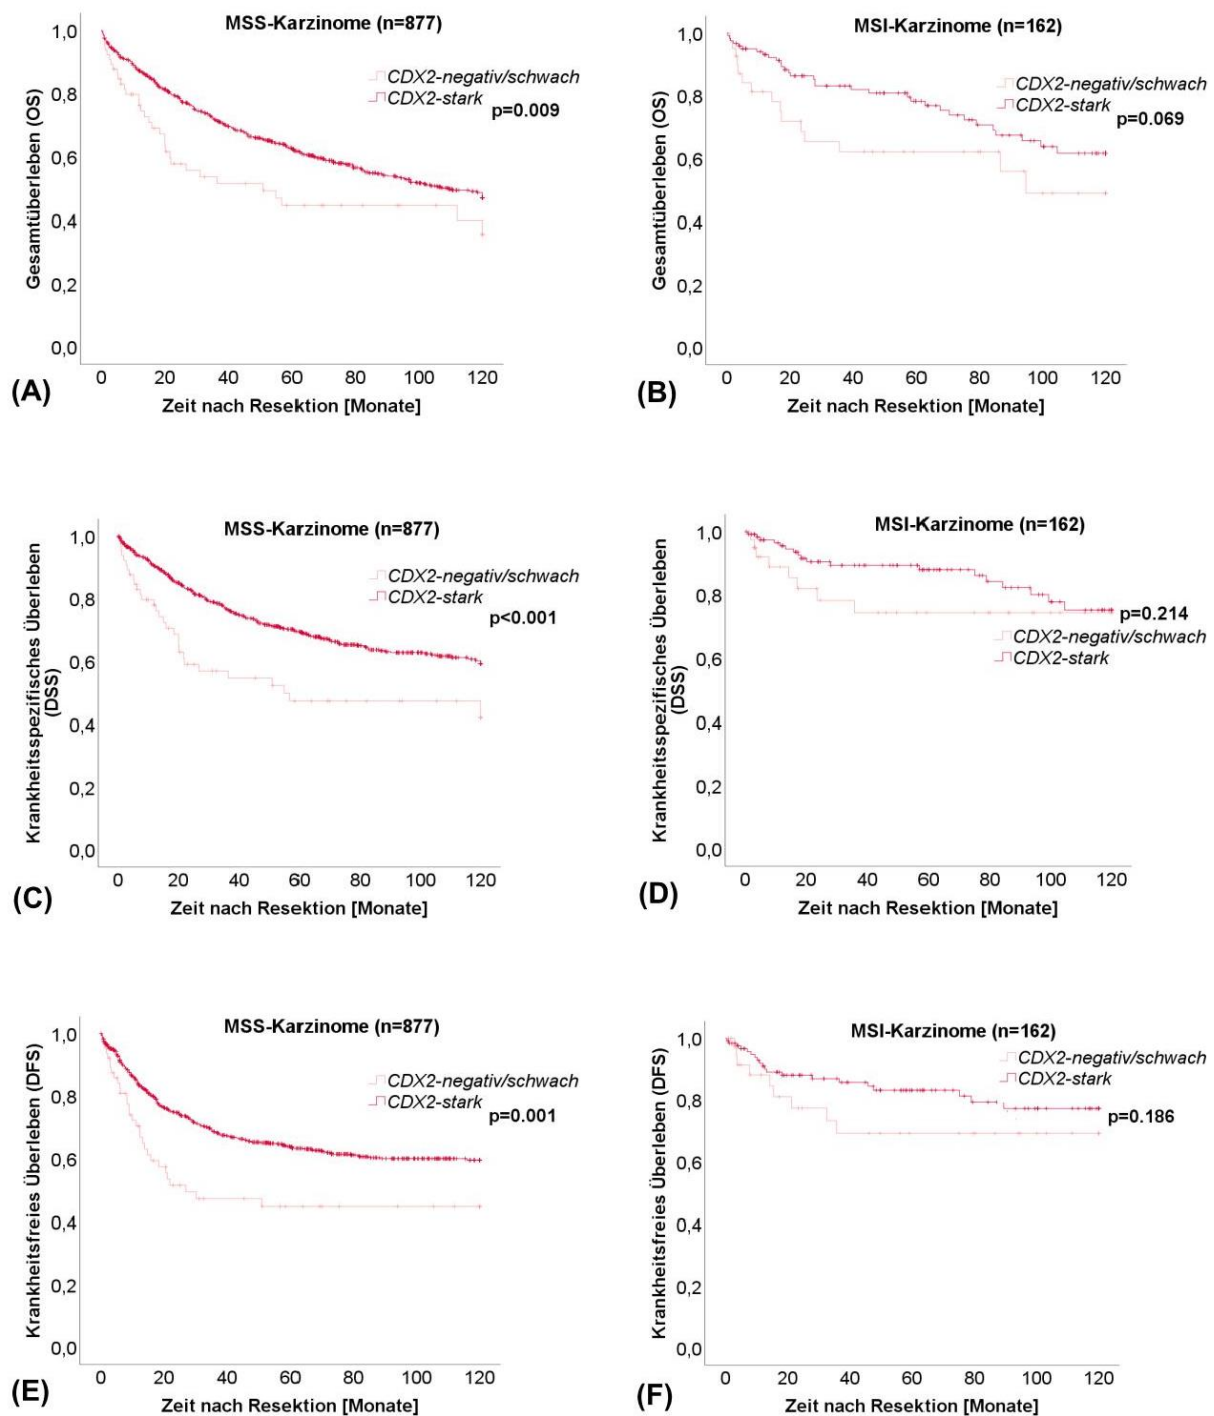 MSS-Karzinome (n=877)
Gesamtüberleben (OS)
1,0
0,8
0,6
0,4
0,2
0,0
CDX2-negativ/schwach
CDX2-stark
p=0.009
0 20 40 60 80 100 120
Zeit nach Resektion [Monate]
(A)
MSI-Karzinome (n=162)
Gesamtüberleben (OS)
1,0
0,8
0,6
0,4
0,2
0,0
CDX2-negativ/schwach
CDX2-stark
p=0.069
0 20 40 60 80 100 120
Zeit nach Resektion [Monate]
(B)
MSS-Karzinome (n=877)
Krankheitsspezifisches Überleben
(DSS)
1,0
0,8
0,6
0,4
0,2
0,0
CDX2-negativ/schwach
CDX2-stark
p<0.001
0 20 40 60 80 100 120
Zeit nach Resektion [Monate]
(C)
MSI-Karzinome (n=162)
Krankheitsspezifisches Überleben
(DSS)
1,0
0,8
0,6
0,4
0,2
0,0
p=0.214
CDX2-negativ/schwach
CDX2-stark
0 20 40 60 80 100 120
Zeit nach Resektion [Monate]
(D)
MSS-Karzinome (n=877)
Krankheitsfreies Überleben (DFS)
1,0
0,8
0,6
0,4
0,2
0,0
CDX2-negativ/schwach
CDX2-stark
p=0.001
0 20 40 60 80 100 120
Zeit nach Resektion [Monate]
(E)
MSI-Karzinome (n=162)
Krankheitsfreies Überleben (DFS)
1,0
0,8
0,6
0,4
0,2
0,0
CDX2-negativ/schwach
CDX2-stark
p=0.186
0 20 40 60 80 100 120
Zeit nach Resektion [Monate]
(F)